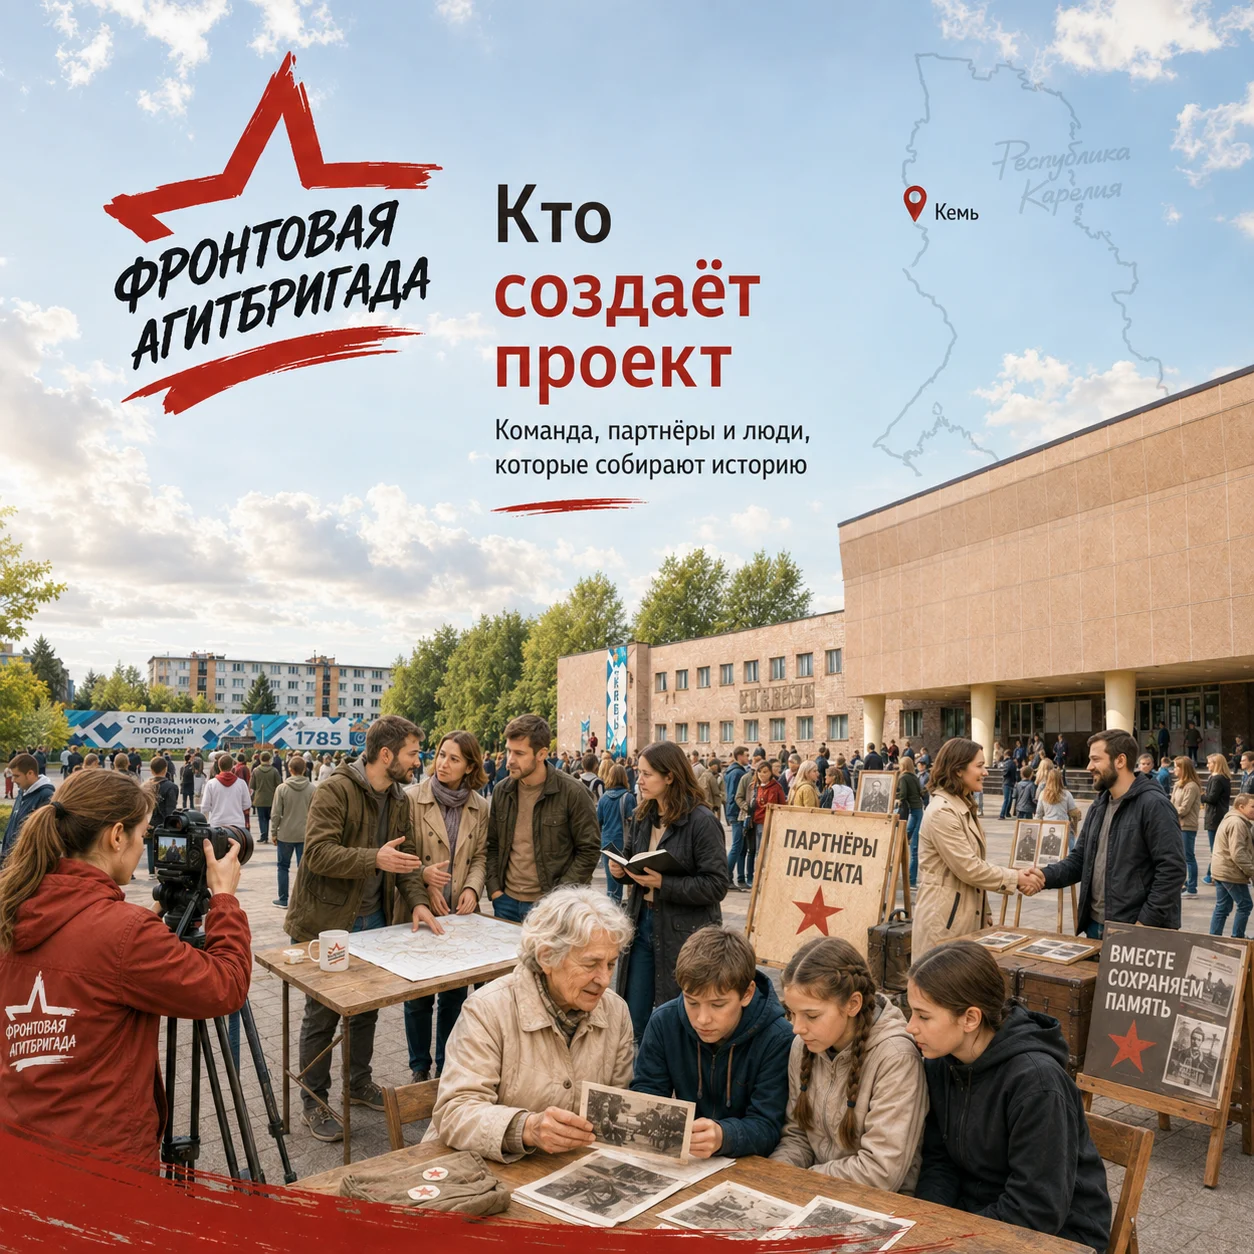 ФРОНТОВАЯ
АГИТБРИГАДА
Кто
создаёт
проект
Команда, партнёры и люди,
которые собирают историю
Республика
Карелия
Кемь
С праздником,
любимый
город!
1785
ПАРТНЁРЫ
ПРОЕКТА
ВМЕСТЕ
СОХРАНЯЕМ
ПАМЯТЬ
ФРОНТОВАЯ
АГИТБРИГАДА